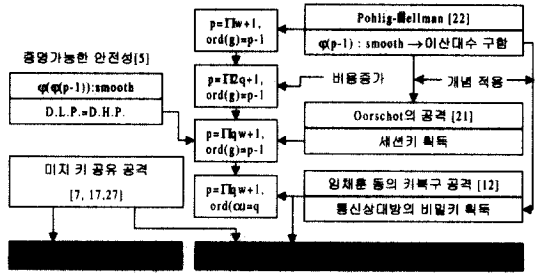 p=∏w+1,
ord(g)=p-1
Pohlig-Hellman [22]
φ(p-1) : smooth → 이산대수 구함
증명가능한 안전성[5]
φ(φ(p-1)):smooth
D.L.P.=D.H.P.
p=∏2q+1,
ord(g)=p-1
비용증가
개념 적용
Oorschot의 공격 [21]
세션키 획득
p=∏qw+1,
ord(g)=p-1
미지 키 공유 공격
[7, 17,27]
p=∏qw+1,
임채훈 등의 키복구 공격 [12]
통신상대방의 비밀키 획득